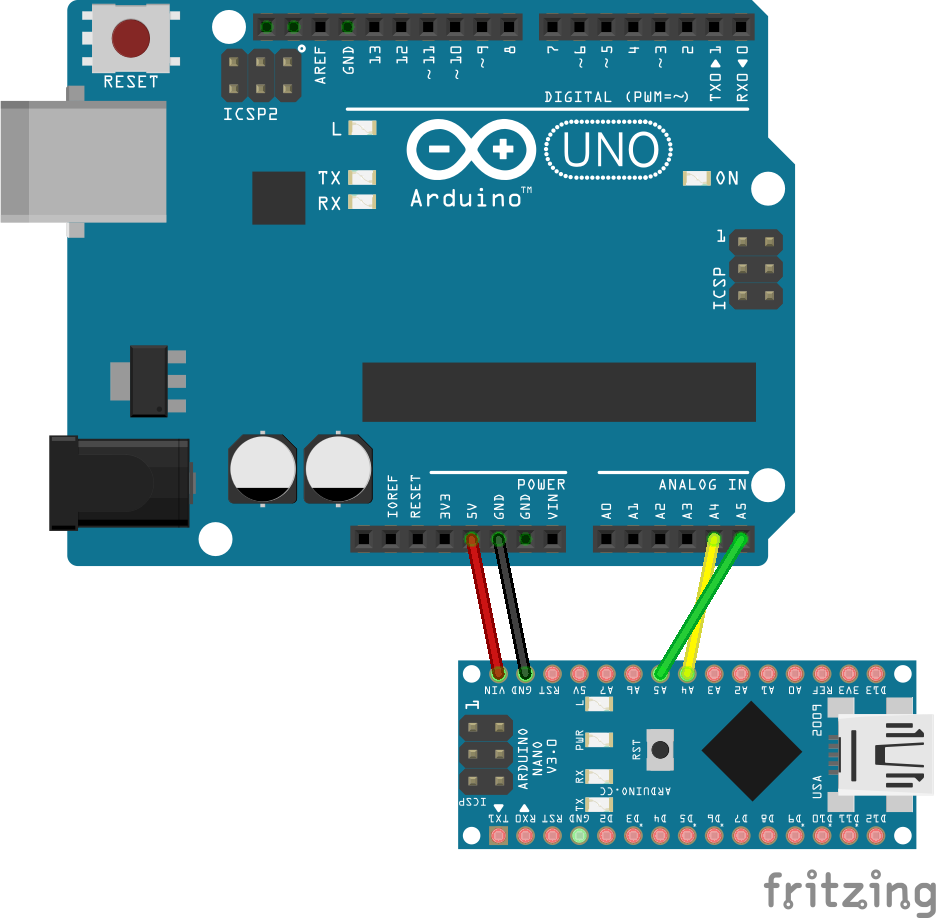 RESET
ICSP2
AREF
GND
13
12
~11
~10
~9
8
7
~6
~5
4
~3
2
TX0 1
RX0 0
DIGITAL (PWM=~)
L
TX
RX
UNO
Arduino™
ON
1
ICSP
IOREF
RESET
3V3
5V
GND
GND
VIN
POWER
A0
A1
A2
A3
A4
A5
ANALOG IN
VIN
GND
RST
5V
A7
A6
A5
A4
A3
A2
A1
A0
REF
3V3
D13
1
ICSP
ARDUINO
NANO
V3.0
L
PWR
RX
TX
RST
ARDUINO.CC
2009
USA
TX1
RX0
RST
GND
D2
D3*
D4
D5*
D6*
D7
D8
D9*
D10*
D11*
D12
fritzing